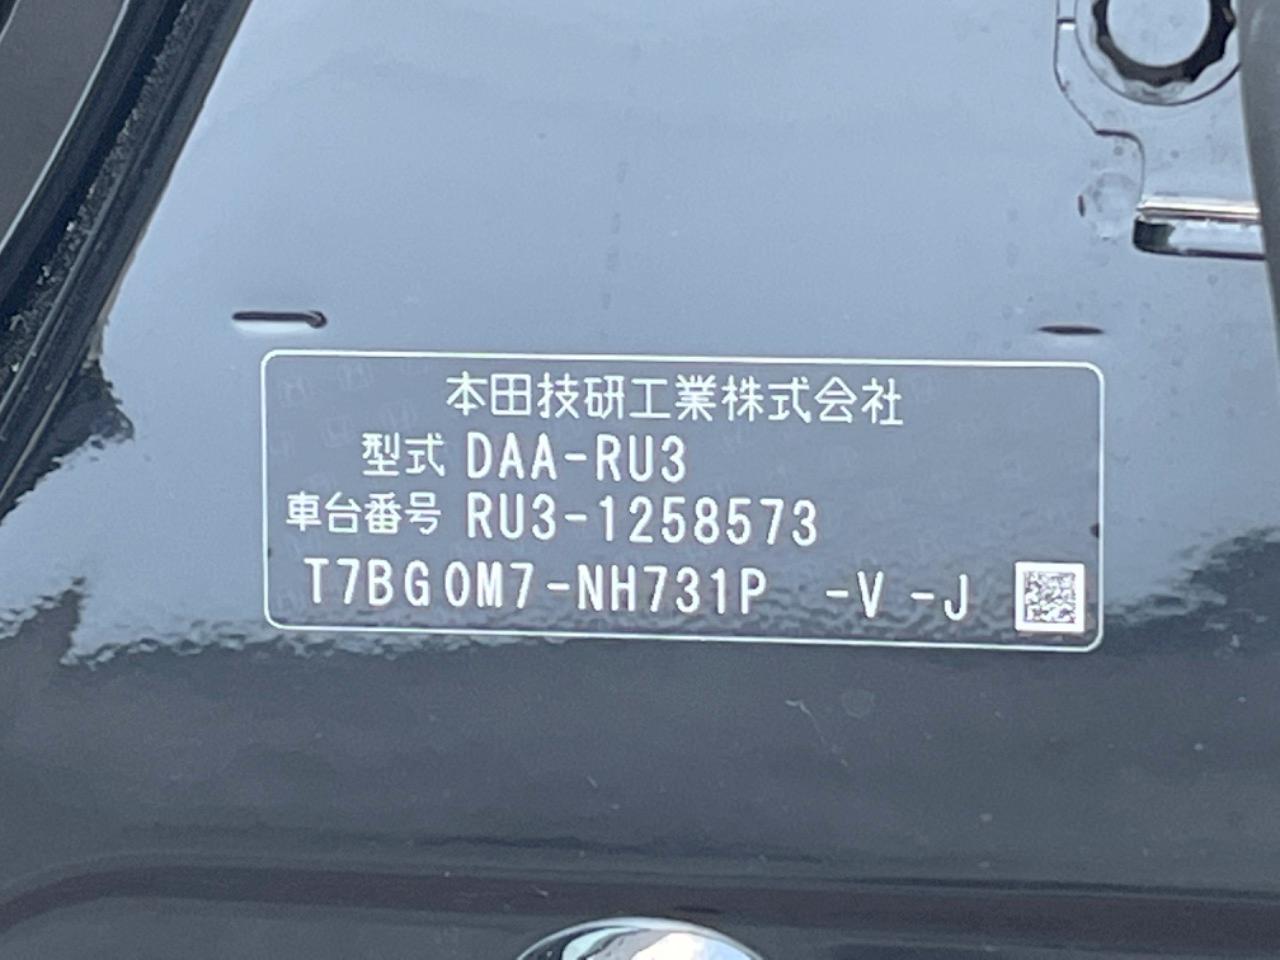 本田技研工業株式会社
型式 DAA-RU3
車台番号 RU3-1258573
T7BG0M7-NH731P -V -J